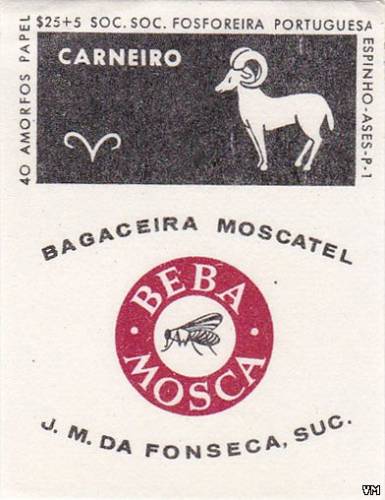 40 AMORFOS PAPEL
$25+5 SOC. SOC. FOSFOREIRA PORTUGUESA
ESPINHO-ASES-P-1
CARNEIRO
BAGACEIRA MOSCATEL
· BEBA ·
MOSCA
J. M. DA FONSECA, SUC.
VM